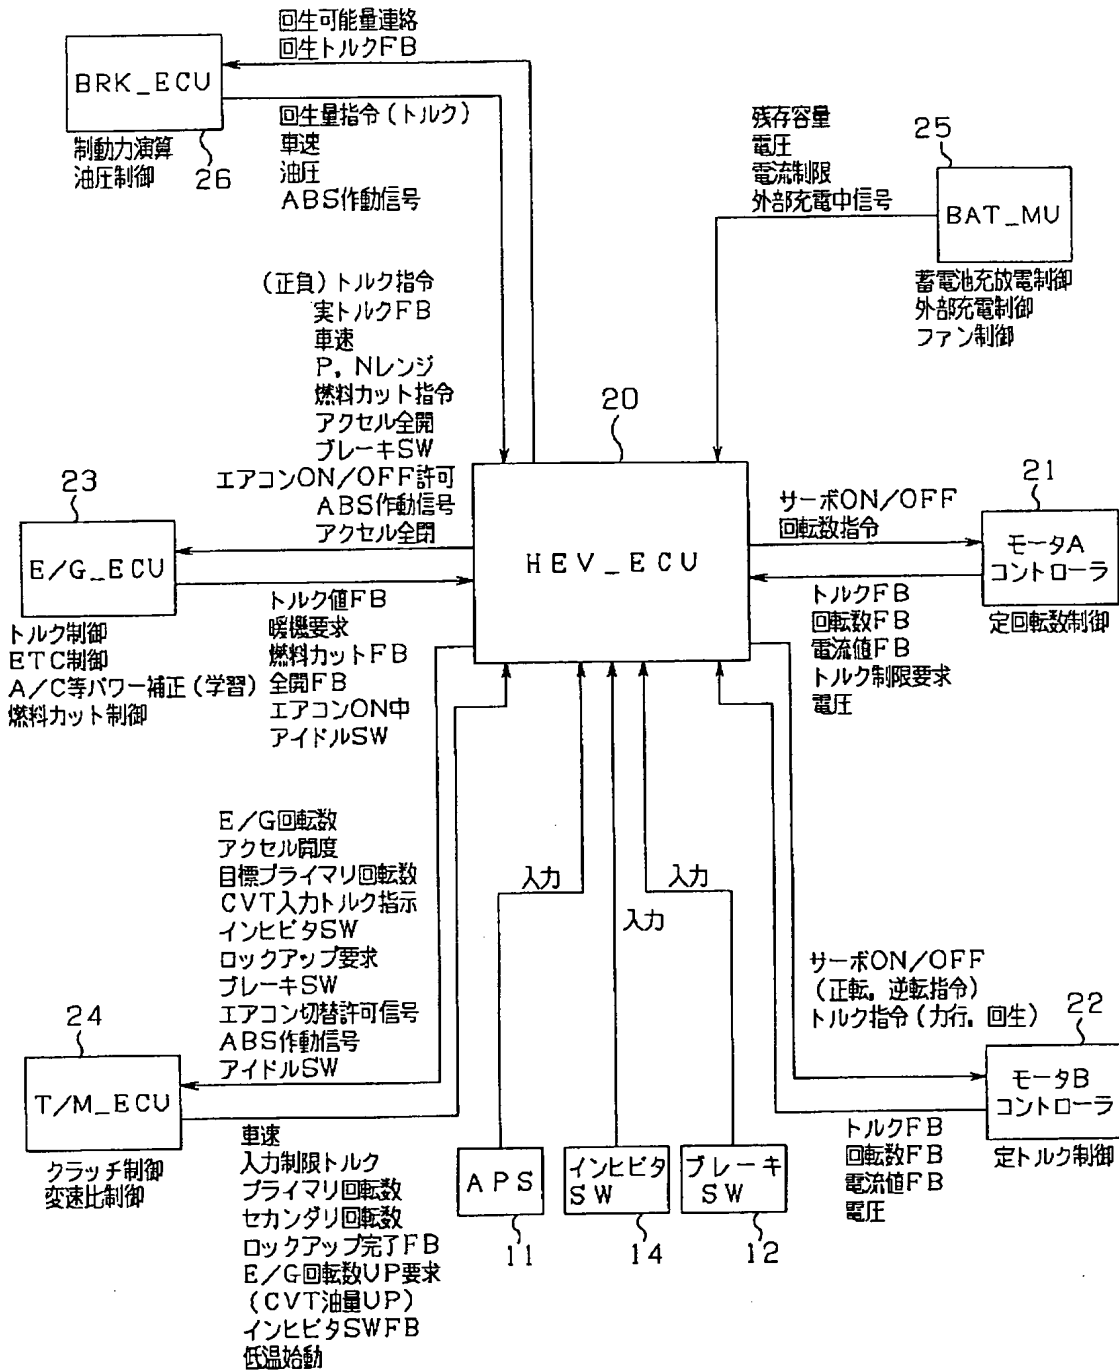 回生可能量連絡
回生トルクFB
BRK_ECU
制動力演算
油圧制御
26
回生量指令(トルク)
車速
油圧
ABS作動信号
残存容量
電圧
電流制限
外部充電中信号
25
BAT_MU
蓄電池充放電制御
外部充電制御
ファン制御
(正負)トルク指令
実トルクFB
車速
P,Nレンジ
燃料カット指令
アクセル全開
ブレーキSW
エアコンON/OFF許可
ABS作動信号
アクセル全閉
20
HEV_ECU
23
E/G_ECU
トルク制御
ETC制御
A/C等パワー補正(学習)
燃料カット制御
トルク値FB
暖機要求
燃料カットFB
全開FB
エアコンON中
アイドルSW
サーボON/OFF
回転数指令
21
モータA
コントローラ
定回転数制御
トルクFB
回転数FB
電流値FB
トルク制限要求
電圧
E/G回転数
アクセル開度
目標プライマリ回転数
CVT入力トルク指示
インヒビタSW
ロックアップ要求
ブレーキSW
エアコン切替許可信号
ABS作動信号
アイドルSW
24
T/M_ECU
クラッチ制御
変速比制御
車速
入力制限トルク
プライマリ回転数
セカンダリ回転数
ロックアップ完了FB
E/G回転数UP要求
(CVT油量UP)
インヒビタSWFB
低温始動
入力
入力
入力
APS
11
インヒビタ
SW
14
ブレーキ
SW
12
サーボON/OFF
(正転,逆転指令)
トルク指令(力行,回生)
22
モータB
コントローラ
定トルク制御
トルクFB
回転数FB
電流値FB
電圧